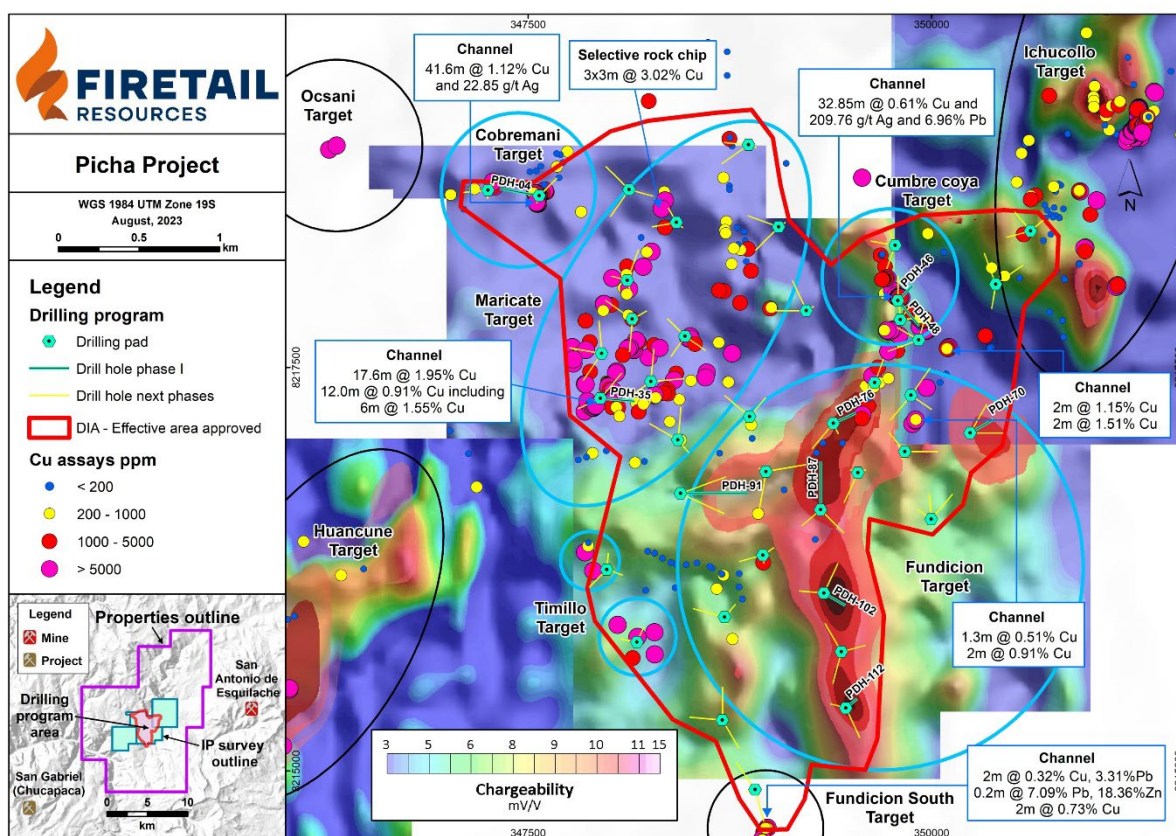 FIRETAIL
RESOURCES
Picha Project
WGS 1984 UTM Zone 19S
August, 2023
0 0.5 1
km
Legend
Drilling program
Drilling pad
Drill hole phase I
Drill hole next phases
DIA - Effective area approved
Cu assays ppm
< 200
200 - 1000
1000 - 5000
> 5000
Legend
Mine
Project
Properties outline
San
Antonio de
Esquilache
Drilling
program
area
IP survey
outline
San Gabriel
(Chucapaca)
0 5 10
km
347500
350000
Ocsani
Target
Channel
41.6m @ 1.12% Cu
and 22.85 g/t Ag
Selective rock chip
3x3m @ 3.02% Cu
Channel
32.85m @ 0.61% Cu and
209.76 g/t Ag and 6.96% Pb
Ichucollo
Target
Cobremani
Target
PDH-04
Cumbre coya
Target
N
PDH-46
PDH-48
Maricate
Target
8217500
Channel
17.6m @ 1.95% Cu
12.0m @ 0.91% Cu including
6m @ 1.55% Cu
PDH-35
PDH-76
PDH-70
Channel
2m @ 1.15% Cu
2m @ 1.51% Cu
PDH-87
PDH-91
Huancune
Target
Fundicion
Target
Timillo
Target
PDH-102
Channel
1.3m @ 0.51% Cu
2m @ 0.91% Cu
PDH-112
8215000
3 5 6 8 9 10 11 15
Chargeability
mV/V
Fundicion South
Target
Channel
2m @ 0.32% Cu, 3.31%Pb
0.2m @ 7.09% Pb, 18.36%Zn
2m @ 0.73% Cu
347500
350000